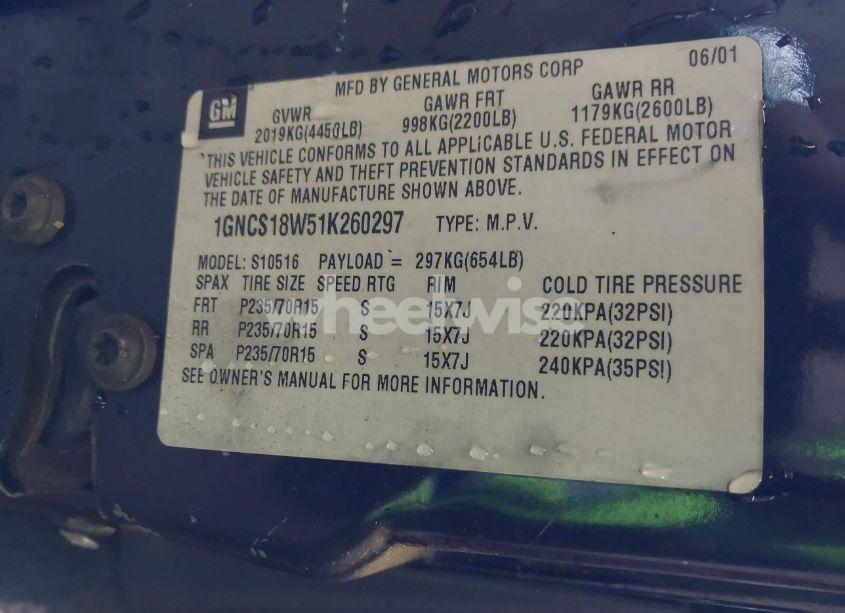 06/01
MFD BY GENERAL MOTORS CORP
GM
GVWR GAWR FRT GAWR RR
2019KG(4450LB) 998KG(2200LB) 1179KG(2600LB)
THIS VEHICLE CONFORMS TO ALL APPLICABLE U.S. FEDERAL MOTOR
VEHICLE SAFETY AND THEFT PREVENTION STANDARDS IN EFFECT ON
THE DATE OF MANUFACTURE SHOWN ABOVE.
1GNCS18W51K260297 TYPE: M.P.V.
MODEL: S10516 PAYLOAD = 297KG(654LB)
SPAX TIRE SIZE SPEED RTG RIM COLD TIRE PRESSURE
FRT P235/70R15 S 15X7J 220KPA(32PSI)
wheelwise
RR P235/70R15 S 15X7J 220KPA(32PSI)
SPA P235/70R15 S 15X7J 240KPA(35PSI)
SEE OWNER'S MANUAL FOR MORE INFORMATION.